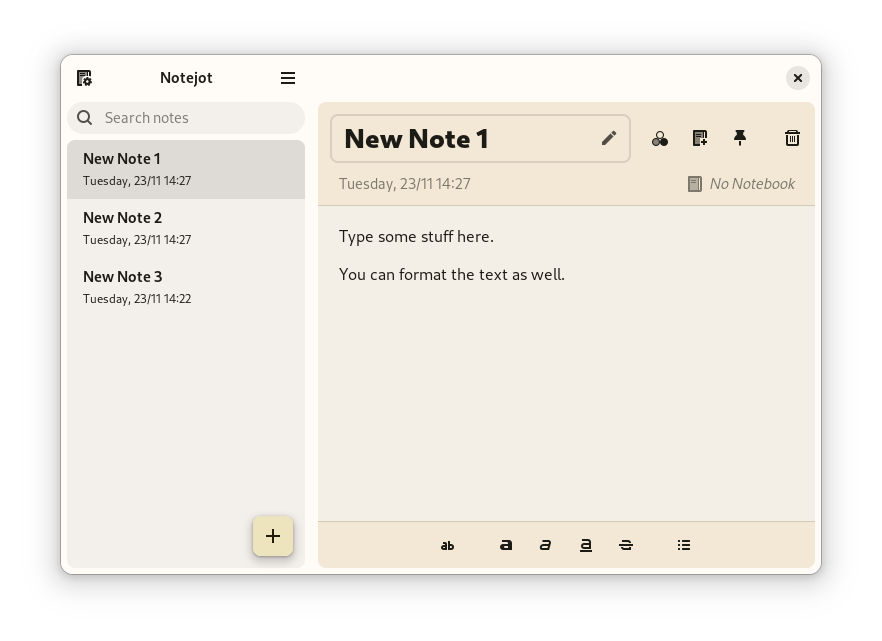 Notejot
Search notes
New Note 1
Tuesday, 23/11 14:27
New Note 2
Tuesday, 23/11 14:27
New Note 3
Tuesday, 23/11 14:22
New Note 1
Tuesday, 23/11 14:27
No Notebook
Type some stuff here.
You can format the text as well.
ab a a a S